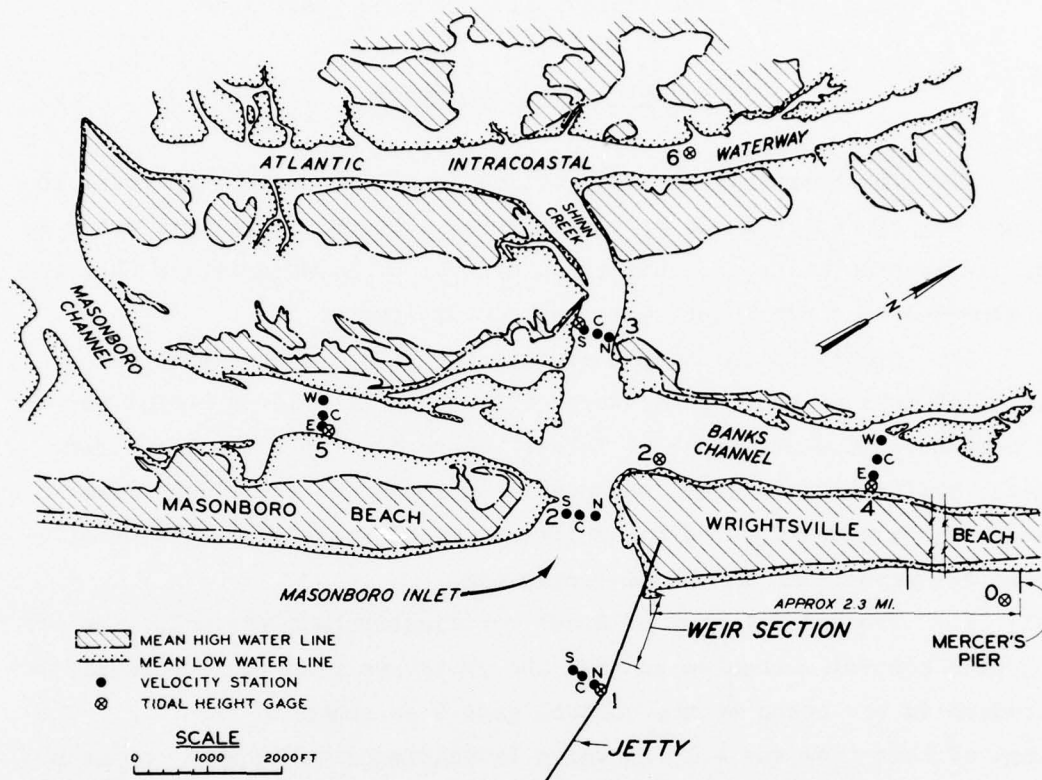 6
WATERWAY
ATLANTIC INTRACOASTAL
SHINN
CREEK
N
MASONBORO
CHANNEL
S C N 3
W
C
E
5
BANKS
CHANNEL
2
W
C
E
4
MASONBORO BEACH
S
2 C N
WRIGHTSVILLE BEACH
MASONBORO INLET
APPROX 2.3 MI.
0
WEIR SECTION
MERCER'S
PIER
MEAN HIGH WATER LINE
MEAN LOW WATER LINE
VELOCITY STATION
TIDAL HEIGHT GAGE
S
C N
1
SCALE
0 1000 2000 FT
JETTY